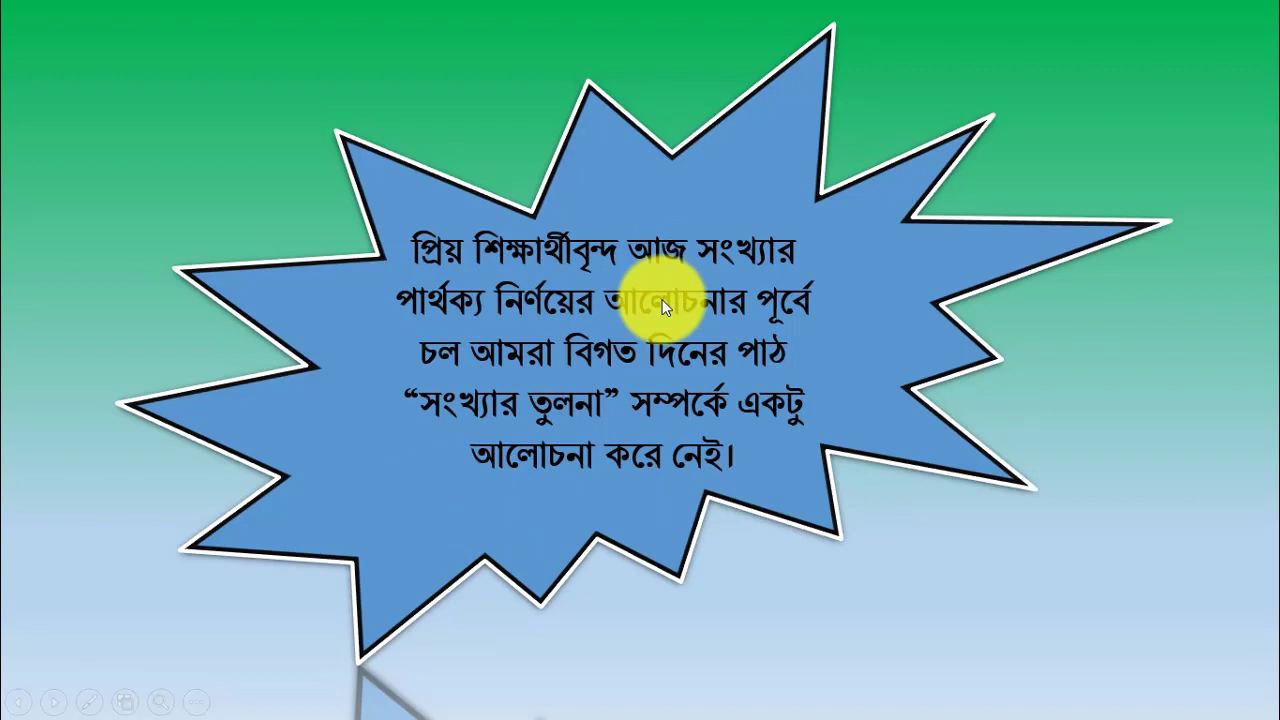 প্রিয় শিক্ষার্থীবৃন্দ আজ সংখ্যার
পার্থক্য নির্ণয়ের আলোচনার পূর্বে
চল আমরা বিগত দিনের পাঠ
“সংখ্যার তুলনা” সম্পর্কে একটু
আলোচনা করে নেই।